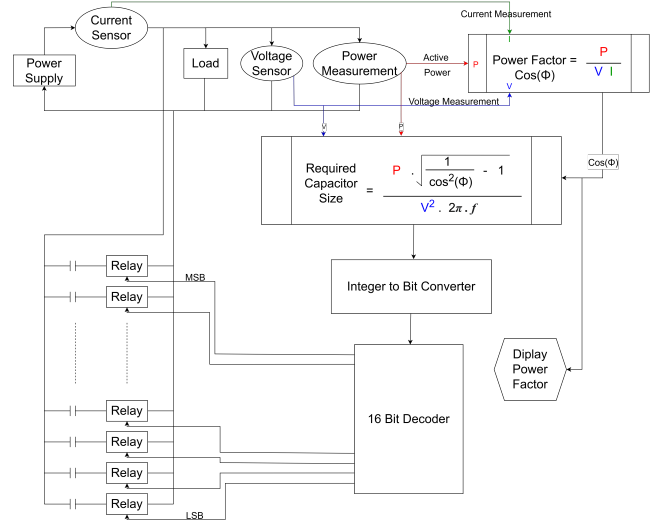 Current Measurement
Current
Sensor
Power
Supply
Load
Voltage
Sensor
Power
Measurement
Active
Power
P
I
Power Factor =
Cos(Φ)
P
V I
V
Voltage Measurement
V
P
Cos(Φ)
Required
Capacitor
Size
=
P . √ 1
cos²(Φ)
- 1
V² . 2π . f
Integer to Bit Converter
Relay
MSB
Relay
Diplay
Power
Factor
16 Bit Decoder
Relay
Relay
Relay
Relay
LSB